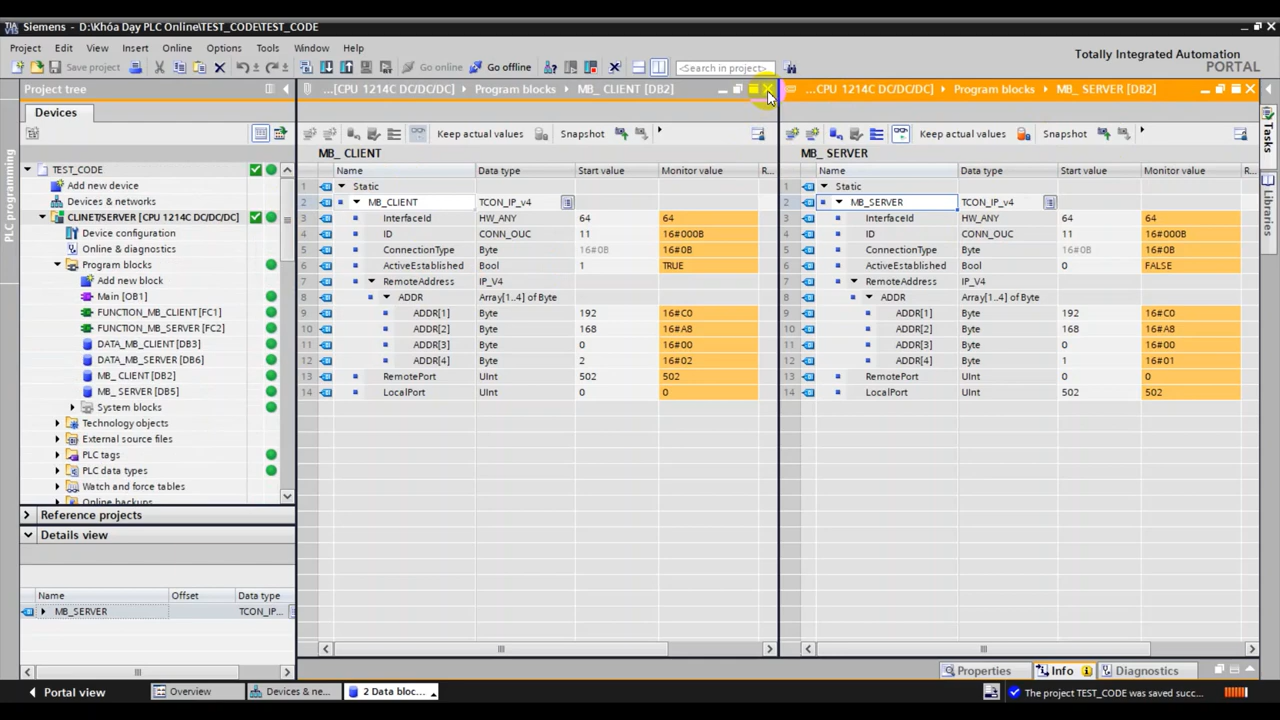 Siemens - D:\Khóa Dạy PLC Online\TEST_CODE\TEST_CODE
Project Edit View Insert Online Options Tools Window Help
Totally Integrated Automation
PORTAL
Save project Go online Go offline <Search in project>
Project tree
...[CPU 1214C DC/DC/DC] Program blocks MB_ CLIENT [DB2]
...CPU 1214C DC/DC/DC] Program blocks MB_ SERVER [DB2]
Devices
PLC programming
Tasks
Libraries
TEST_CODE
Add new device
Devices & networks
CLINET/SERVER [CPU 1214C DC/DC/DC]
Device configuration
Online & diagnostics
Program blocks
Add new block
Main [OB1]
FUNCTION_MB_CLIENT [FC1]
FUNCTION_MB_SERVER [FC2]
DATA_MB_CLIENT [DB3]
DATA_MB_SERVER [DB6]
MB_ CLIENT [DB2]
MB_ SERVER [DB5]
System blocks
Technology objects
External source files
PLC tags
PLC data types
Watch and force tables
Online backups
Reference projects
Details view
Name Offset Data type
MB_SERVER TCON_IP...
Keep actual values Snapshot
MB_ CLIENT
Name Data type Start value Monitor value R...
1 Static
2 MB_CLIENT TCON_IP_v4
3 InterfaceId HW_ANY 64 64
4 ID CONN_OUC 11 16#000B
5 ConnectionType Byte 16#0B 16#0B
6 ActiveEstablished Bool 1 TRUE
7 RemoteAddress IP_V4
8 ADDR Array[1..4] of Byte
9 ADDR[1] Byte 192 16#C0
10 ADDR[2] Byte 168 16#A8
11 ADDR[3] Byte 0 16#00
12 ADDR[4] Byte 2 16#02
13 RemotePort UInt 502 502
14 LocalPort UInt 0 0
Keep actual values Snapshot
MB_ SERVER
Name Data type Start value Monitor value R...
1 Static
2 MB_SERVER TCON_IP_v4
3 InterfaceId HW_ANY 64 64
4 ID CONN_OUC 11 16#000B
5 ConnectionType Byte 16#0B 16#0B
6 ActiveEstablished Bool 0 FALSE
7 RemoteAddress IP_V4
8 ADDR Array[1..4] of Byte
9 ADDR[1] Byte 192 16#C0
10 ADDR[2] Byte 168 16#A8
11 ADDR[3] Byte 0 16#00
12 ADDR[4] Byte 1 16#01
13 RemotePort UInt 0 0
14 LocalPort UInt 502 502
Properties Info Diagnostics
Portal view Overview Devices & ne... 2 Data bloc... The project TEST_CODE was saved succ...